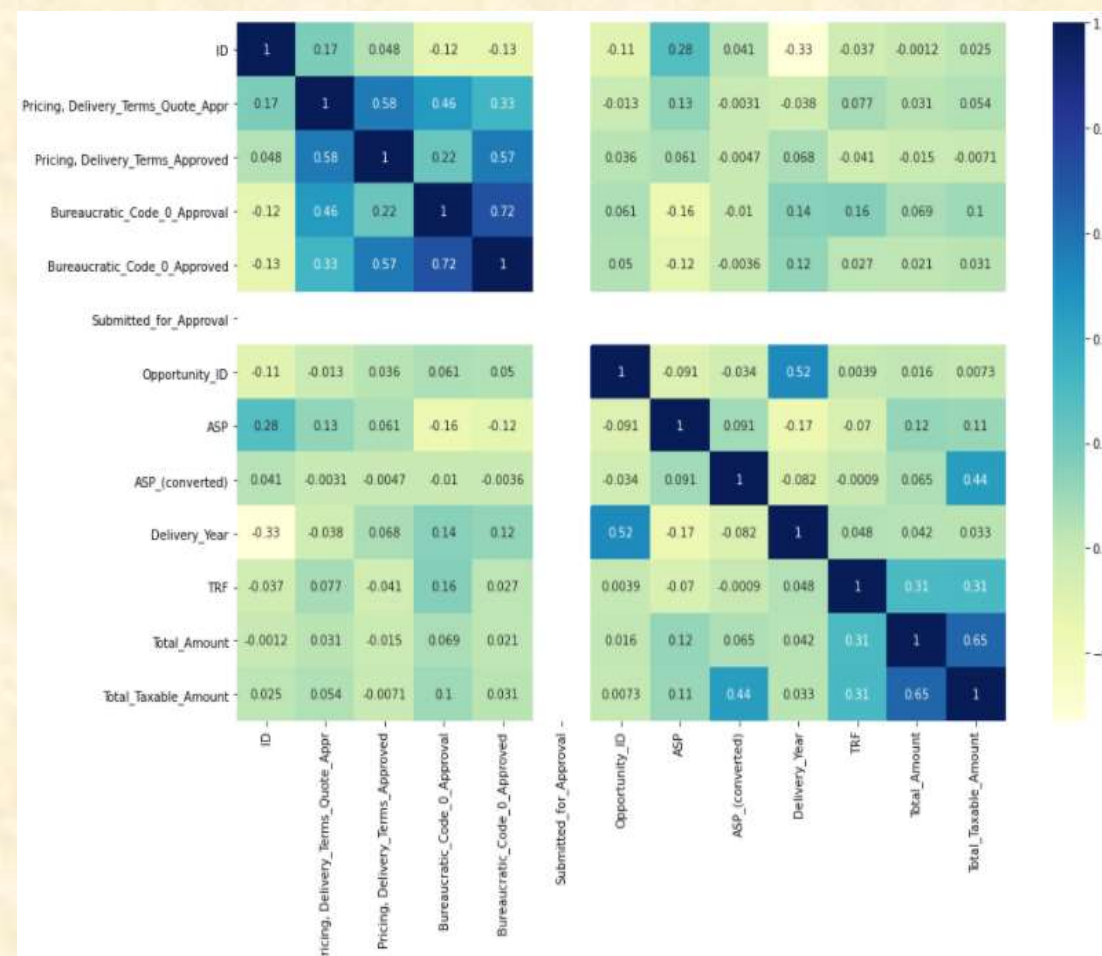 ID 1 0.17 0.048 -0.12 -0.13 -0.11 0.28 0.041 -0.33 -0.037 -0.0012 0.025
Pricing, Delivery_Terms_Quote_Appr 0.17 1 0.58 0.46 0.33 -0.013 0.13 -0.0031 -0.038 0.077 0.031 0.054
Pricing, Delivery_Terms_Approved 0.048 0.58 1 0.22 0.57 0.036 0.061 -0.0047 0.068 -0.041 -0.015 -0.0071
Bureaucratic_Code_0_Approval -0.12 0.46 0.22 1 0.72 0.061 -0.16 -0.01 0.14 0.16 0.069 0.1
Bureaucratic_Code_0_Approved -0.13 0.33 0.57 0.72 1 0.05 -0.12 -0.0036 0.12 0.027 0.021 0.031
Submitted_for_Approval
Opportunity_ID -0.11 -0.013 0.036 0.061 0.05 1 -0.091 -0.034 0.52 0.0039 0.016 0.0073
ASP 0.28 0.13 0.061 -0.16 -0.12 -0.091 1 0.091 -0.17 -0.07 0.12 0.11
ASP_(converted) 0.041 -0.0031 -0.0047 -0.01 -0.0036 -0.034 0.091 1 -0.082 -0.0009 0.065 0.44
Delivery_Year -0.33 -0.038 0.068 0.14 0.12 0.52 -0.17 -0.082 1 0.048 0.042 0.033
TRF -0.037 0.077 -0.041 0.16 0.027 0.0039 -0.07 -0.0009 0.048 1 0.31 0.31
Total_Amount -0.0012 0.031 -0.015 0.069 0.021 0.016 0.12 0.065 0.042 0.31 1 0.65
Total_Taxable_Amount 0.025 0.054 -0.0071 0.1 0.031 0.0073 0.11 0.44 0.033 0.31 0.65 1
ID
ricing, Delivery_Terms_Quote_Appr
Pricing, Delivery_Terms_Approved
Bureaucratic_Code_0_Approval
Bureaucratic_Code_0_Approved
Submitted_for_Approval
Opportunity_ID
ASP
ASP_(converted)
Delivery_Year
TRF
Total_Amount
Total_Taxable_Amount